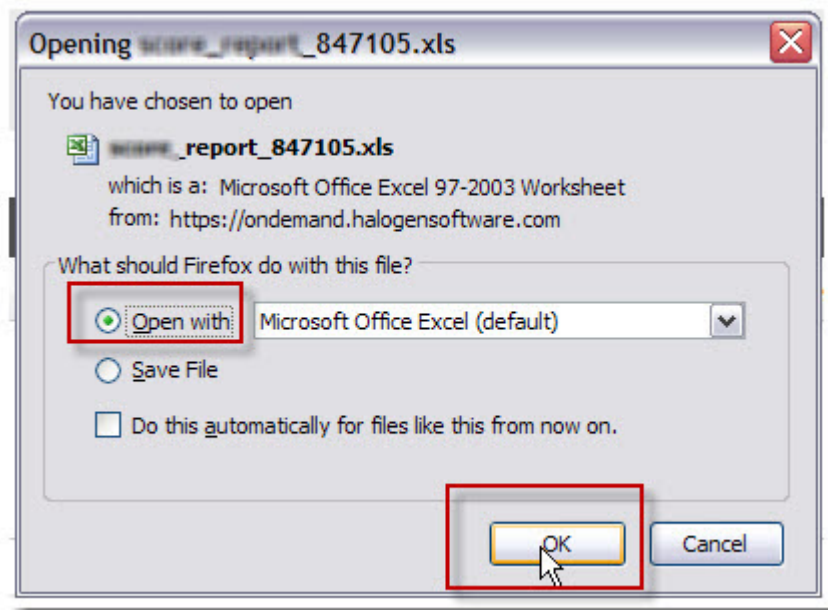 Opening _847105.xls
You have chosen to open
_report_847105.xls
which is a: Microsoft Office Excel 97-2003 Worksheet
from: https://ondemand.halogensoftware.com
What should Firefox do with this file?
Open with Microsoft Office Excel (default)
Save File
Do this automatically for files like this from now on.
OK Cancel